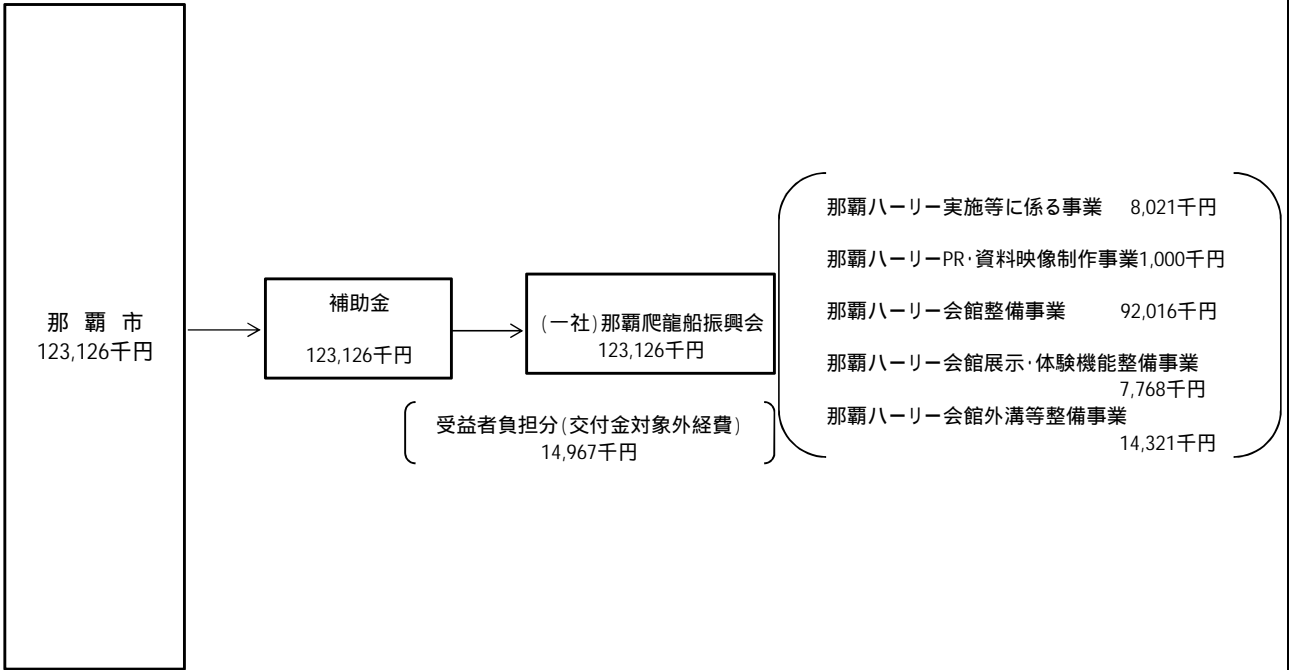 那 覇 市
123,126千円
補助金
123,126千円
(一社)那覇爬龍船振興会
123,126千円
受益者負担分(交付金対象外経費)
14,967千円
那覇ハーリー実施等に係る事業 8,021千円
那覇ハーリーPR・資料映像制作事業1,000千円
那覇ハーリー会館整備事業 92,016千円
那覇ハーリー会館展示・体験機能整備事業
7,768千円
那覇ハーリー会館外溝等整備事業
14,321千円